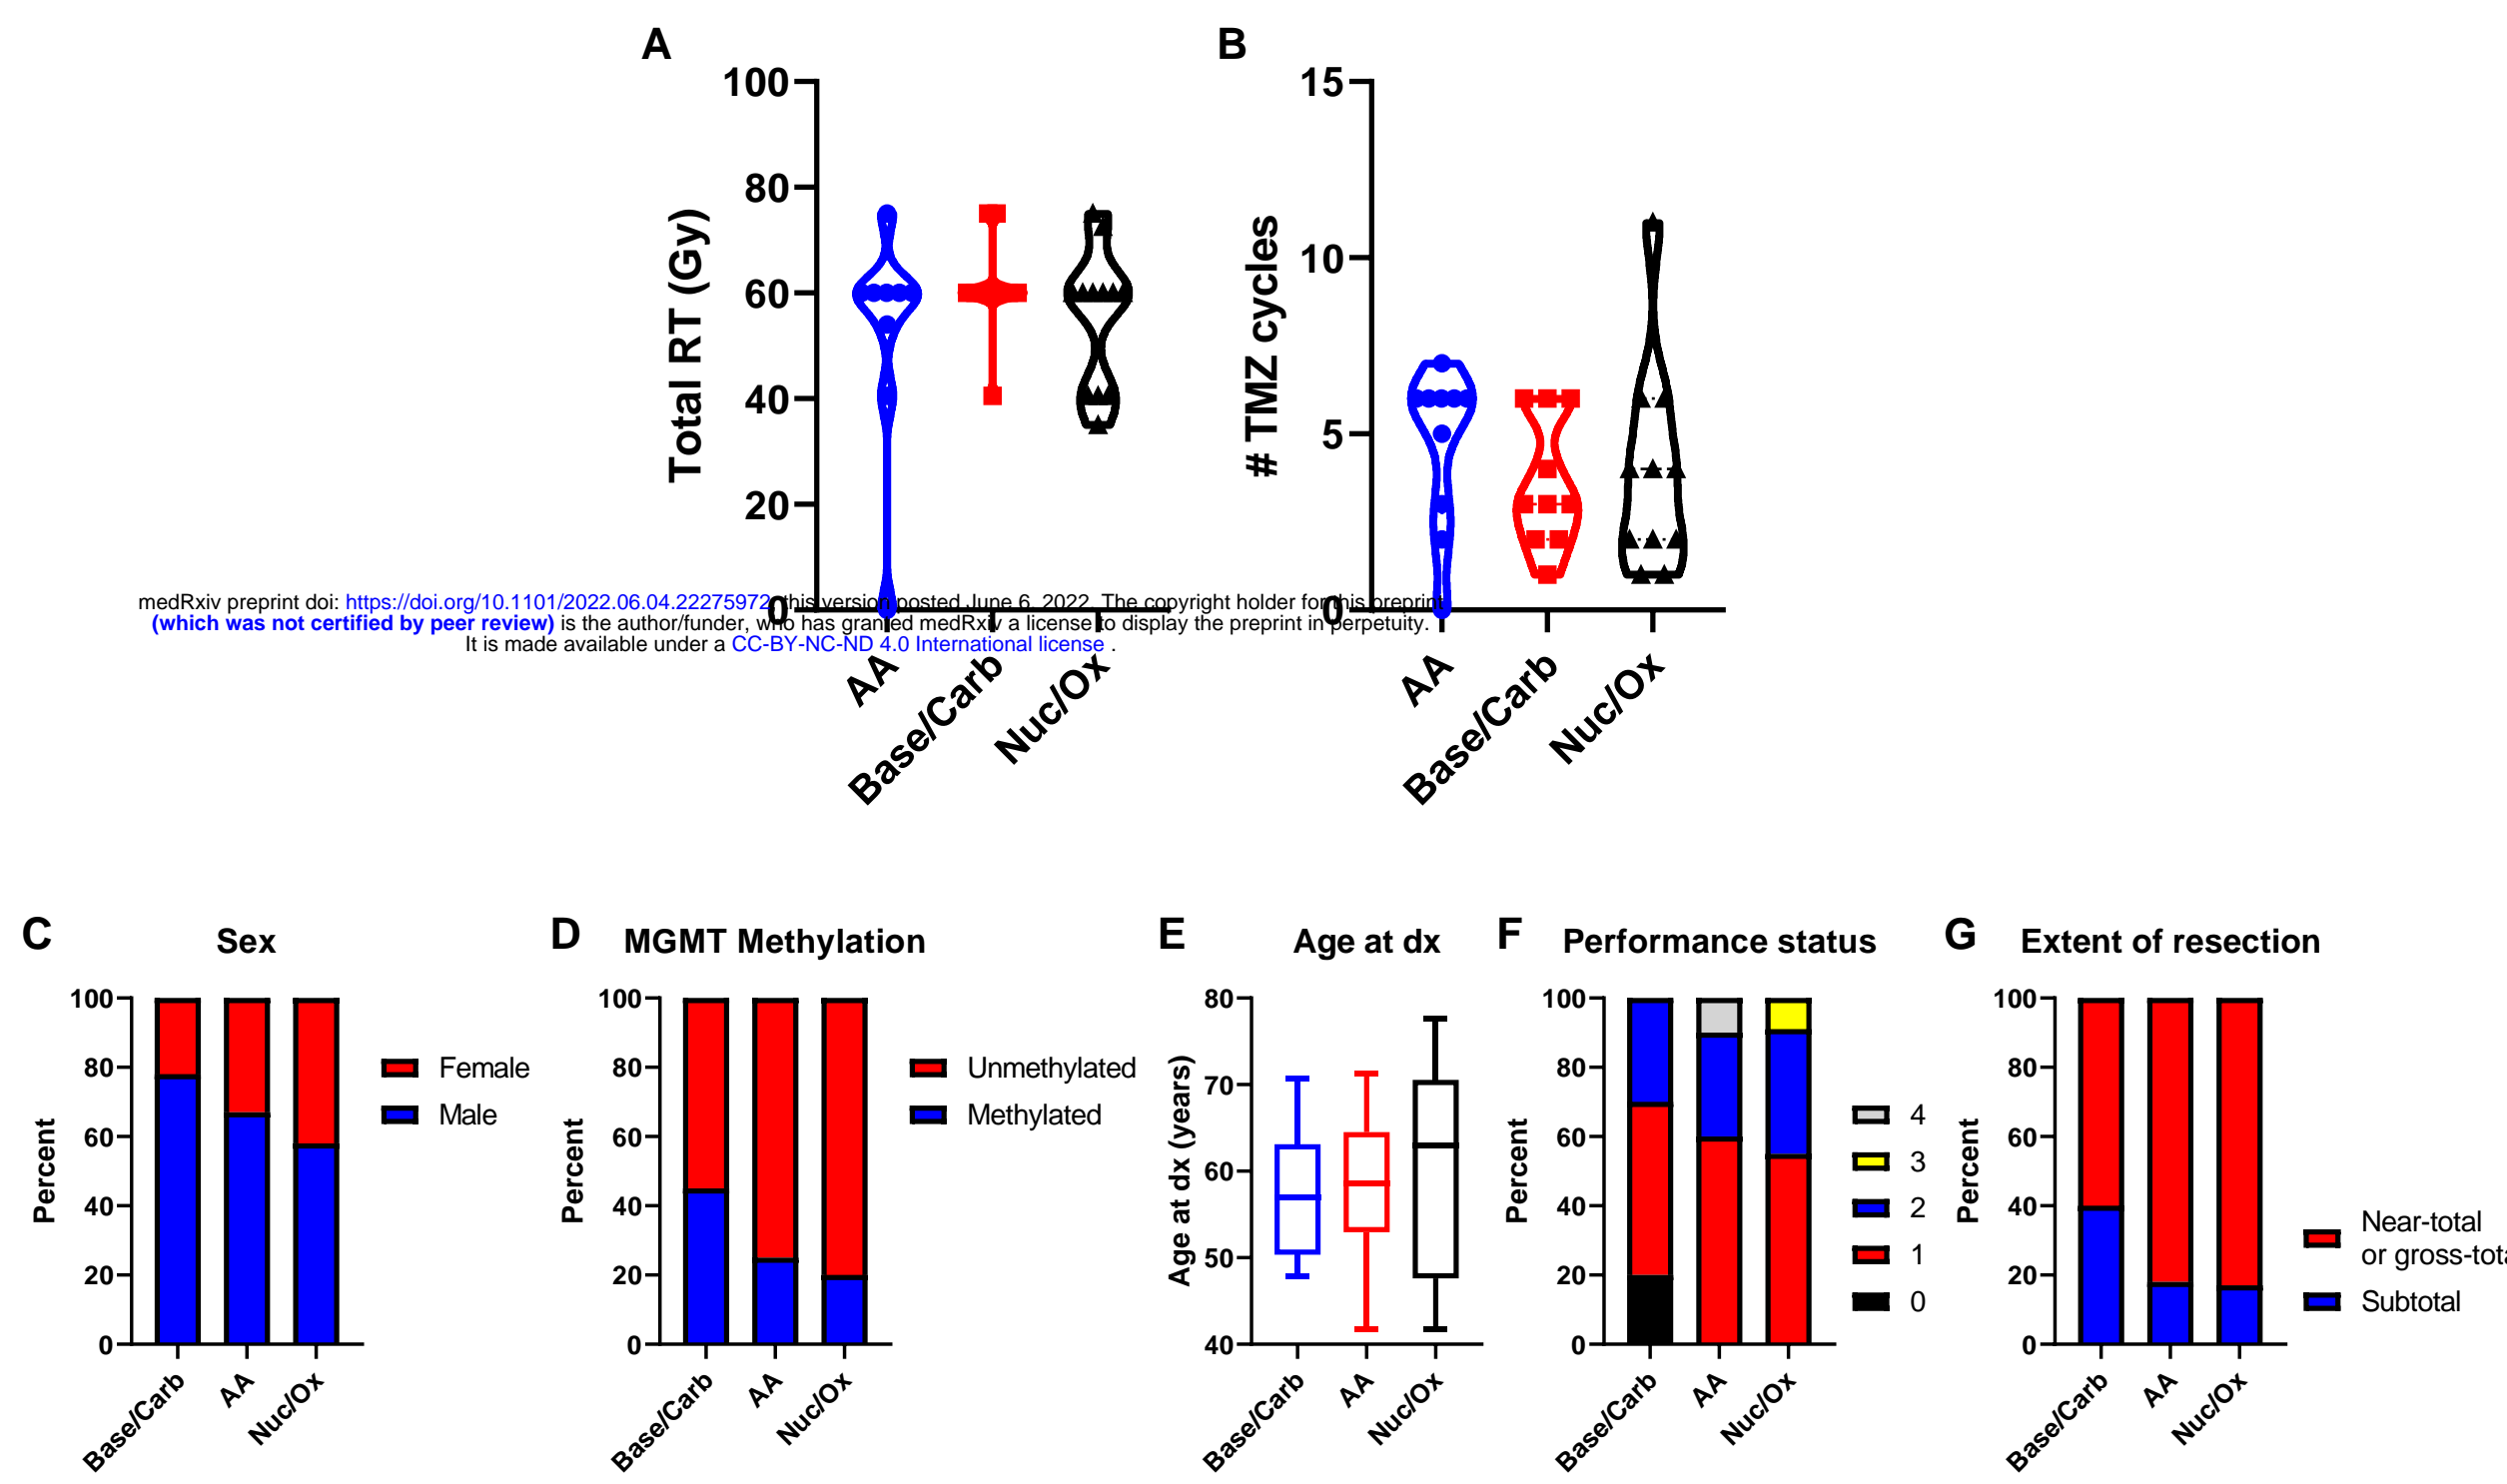 A
B
100
80
60
40
20
0
Total RT (Gy)
AA
Base/Carb
Nuc/Ox
15
10
5
0
# TMZ cycles
AA
Base/Carb
Nuc/Ox
medRxiv preprint doi: https://doi.org/10.1101/2022.06.04.22275972; this version posted June 6, 2022. The copyright holder for this preprint
(which was not certified by peer review) is the author/funder, who has granted medRxiv a license to display the preprint in perpetuity.
It is made available under a CC-BY-NC-ND 4.0 International license .
C
Sex
100
80
60
40
20
0
Percent
Base/Carb
AA
Nuc/Ox
Female
Male
D
MGMT Methylation
100
80
60
40
20
0
Percent
Base/Carb
AA
Nuc/Ox
Unmethylated
Methylated
E
Age at dx
80
70
60
50
40
Age at dx (years)
Base/Carb
AA
Nuc/Ox
F
Performance status
100
80
60
40
20
0
Percent
Base/Carb
AA
Nuc/Ox
4
3
2
1
0
G
Extent of resection
100
80
60
40
20
0
Percent
Base/Carb
AA
Nuc/Ox
Near-total
or gross-tota
Subtotal